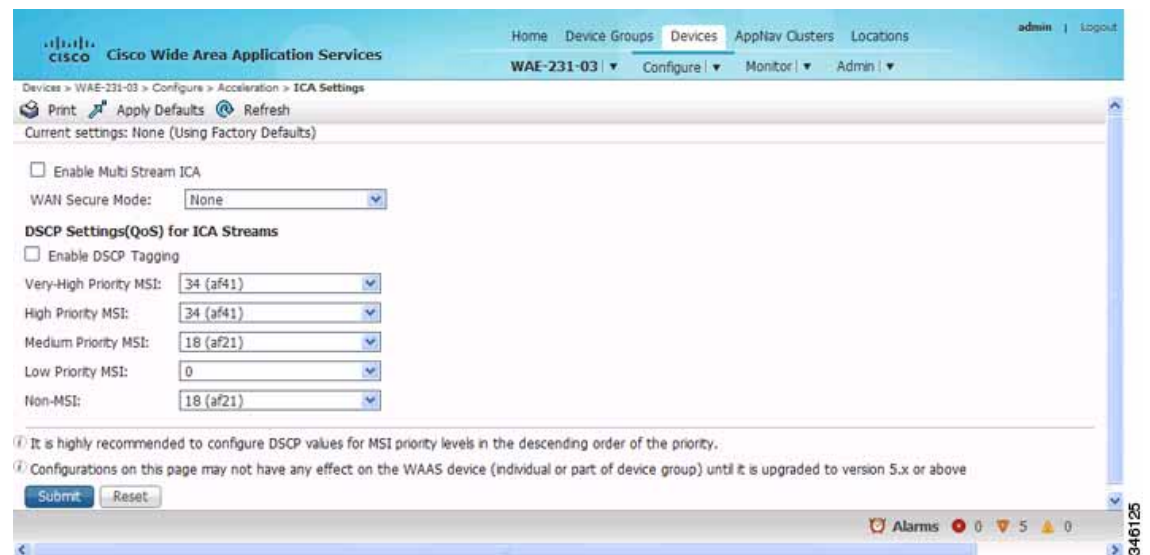 Home Device Groups Devices AppNav Clusters Locations
admin | Logout
cisco Cisco Wide Area Application Services
WAE-231-03 | Configure | Monitor | Admin |
Devices > WAE-231-03 > Configure > Acceleration > ICA Settings
Print Apply Defaults Refresh
Current settings: None (Using Factory Defaults)
Enable Multi Stream ICA
WAN Secure Mode: None
DSCP Settings(QoS) for ICA Streams
Enable DSCP Tagging
Very-High Priority MSI: 34 (af41)
High Priority MSI: 34 (af41)
Medium Priority MSI: 18 (af21)
Low Priority MSI: 0
Non-MSI: 18 (af21)
It is highly recommended to configure DSCP values for MSI priority levels in the descending order of the priority.
Configurations on this page may not have any effect on the WAAS device (individual or part of device group) until it is upgraded to version 5.x or above
Submit Reset
Alarms 0 5 0
346125